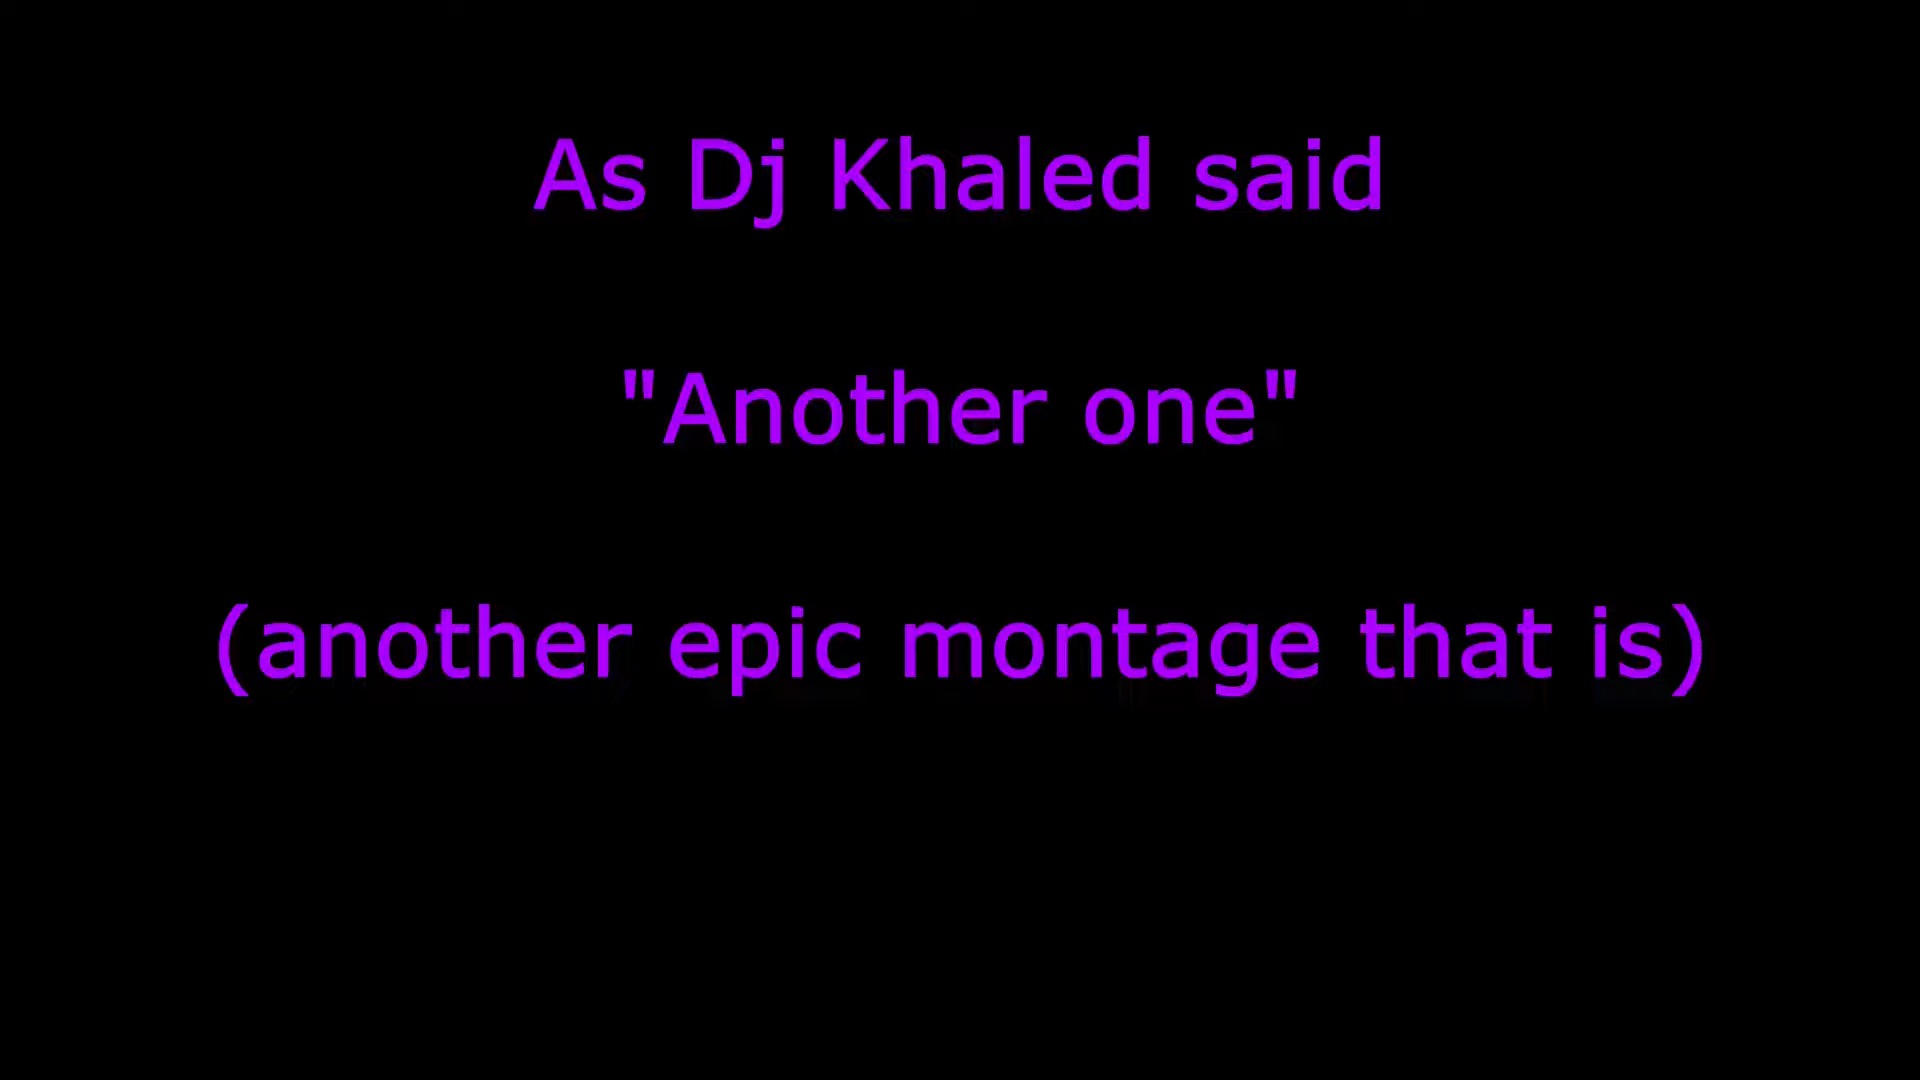 As Dj Khaled said
"Another one"
(another epic montage that is)